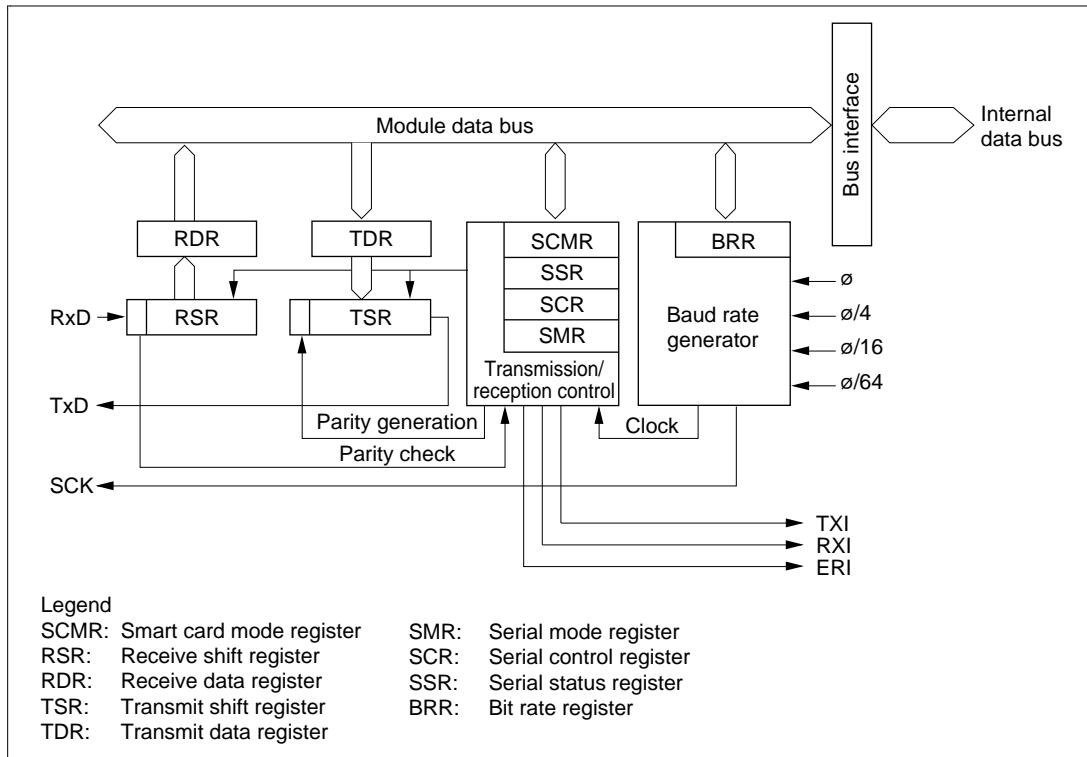 Module data bus
Bus interface
Internal
data bus
RDR
TDR
SCMR
SSR
SCR
SMR
BRR
RxD
RSR
TSR
Transmission/
reception control
Baud rate
generator
ø
ø/4
ø/16
ø/64
TxD
Parity generation
Clock
Parity check
SCK
TXI
RXI
ERI
Legend
SCMR: Smart card mode register
RSR: Receive shift register
RDR: Receive data register
TSR: Transmit shift register
TDR: Transmit data register
SMR: Serial mode register
SCR: Serial control register
SSR: Serial status register
BRR: Bit rate register